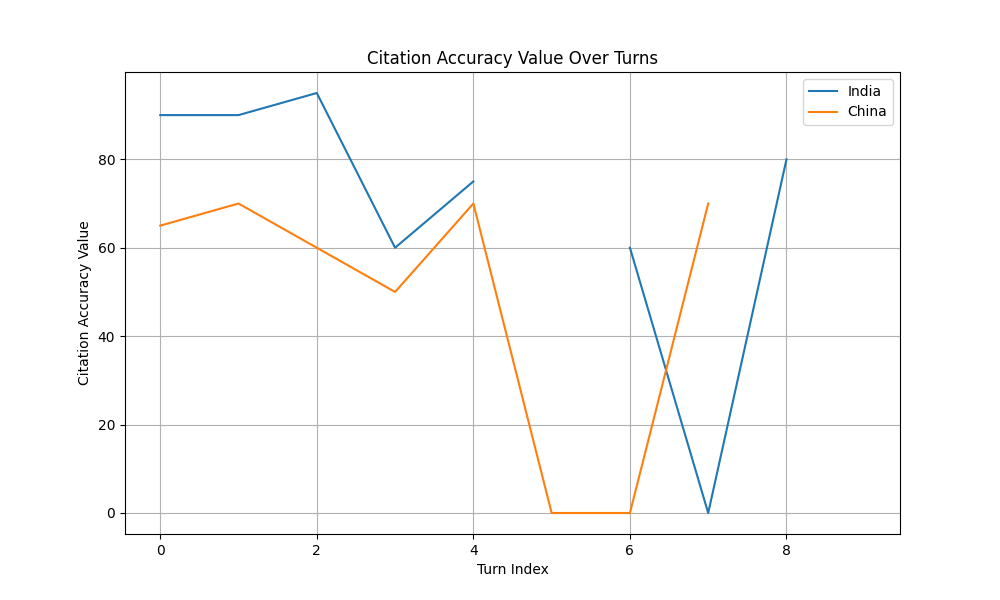 Citation Accuracy Value Over Turns
India
China
Citation Accuracy Value
80
60
40
20
0
0 2 4 6 8
Turn Index